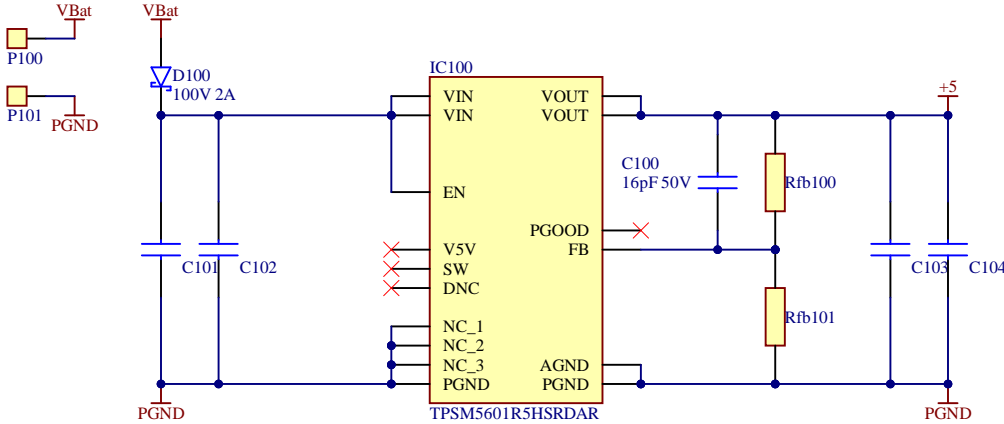 VBat
P100
P101
PGND
VBat
D100
100V 2A
IC100
VIN
VIN
EN
V5V
SW
DNC
NC_1
NC_2
NC_3
PGND
VOUT
VOUT
PGOOD
FB
AGND
PGND
TPSM5601R5HSRDAR
C101
C102
PGND
C100
16pF 50V
Rfb100
Rfb101
+5
C103
C104
PGND